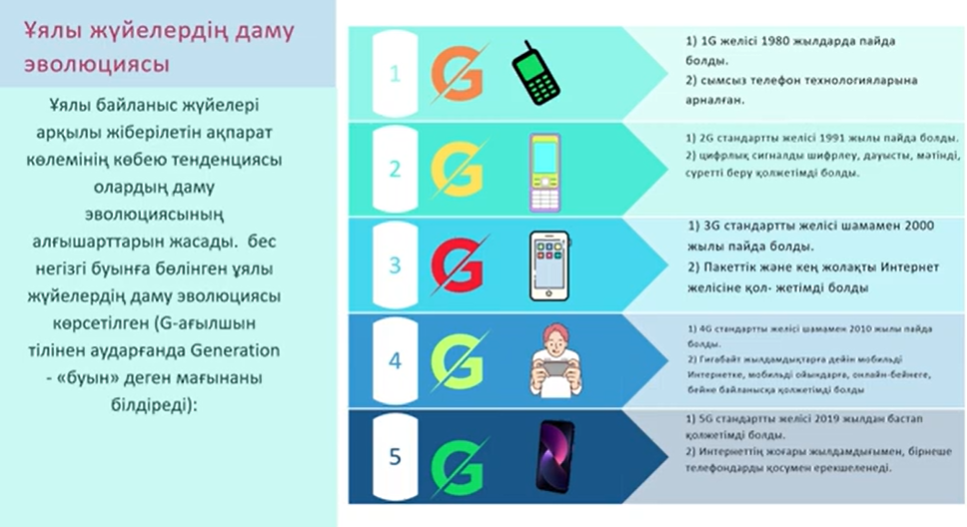 Ұялы жүйелердің даму
эволюциясы
Ұялы байланыс жүйелері
арқылы жіберілетін ақпарат
көлемінің көбею тенденциясы
олардың даму
эволюциясының
алғышарттарын жасады. бес
негізгі буынға бөлінген ұялы
жүйелердің даму эволюциясы
көрсетілген (G-ағылшын
тілінен аударғанда Generation
- «буын» деген мағынаны
білдіреді):
1 G
1) 1G желісі 1980 жылдарда пайда
болды.
2) сымсыз телефон технологияларына
арналған.
2 G
1) 2G стандартты желісі 1991 жылы пайда болды.
2) цифрлық сигналды шифрлеу, дауысты, мәтінді,
суретті беру қолжетімді болды.
3 G
1) 3G стандартты желісі шамамен 2000
жылы пайда болды.
2) Пакеттік және кең жолақты Интернет
желісіне қол- жетімді болды
4 G
1) 4G стандартты желісі шамамен 2010 жылы пайда
болды.
2) Гигабайт жылдамдықтарға дейін мобильді
Интернетке, мобильді ойындарға, онлайн-бейнеге,
бейне байланысқа қолжетімді болды
5 G
1) 5G стандартты желісі 2019 жылдан бастап
қолжетімді болды.
2) Интернеттің жоғары жылдамдығымен, бірнеше
телефондарды қосумен ерекшеленеді.